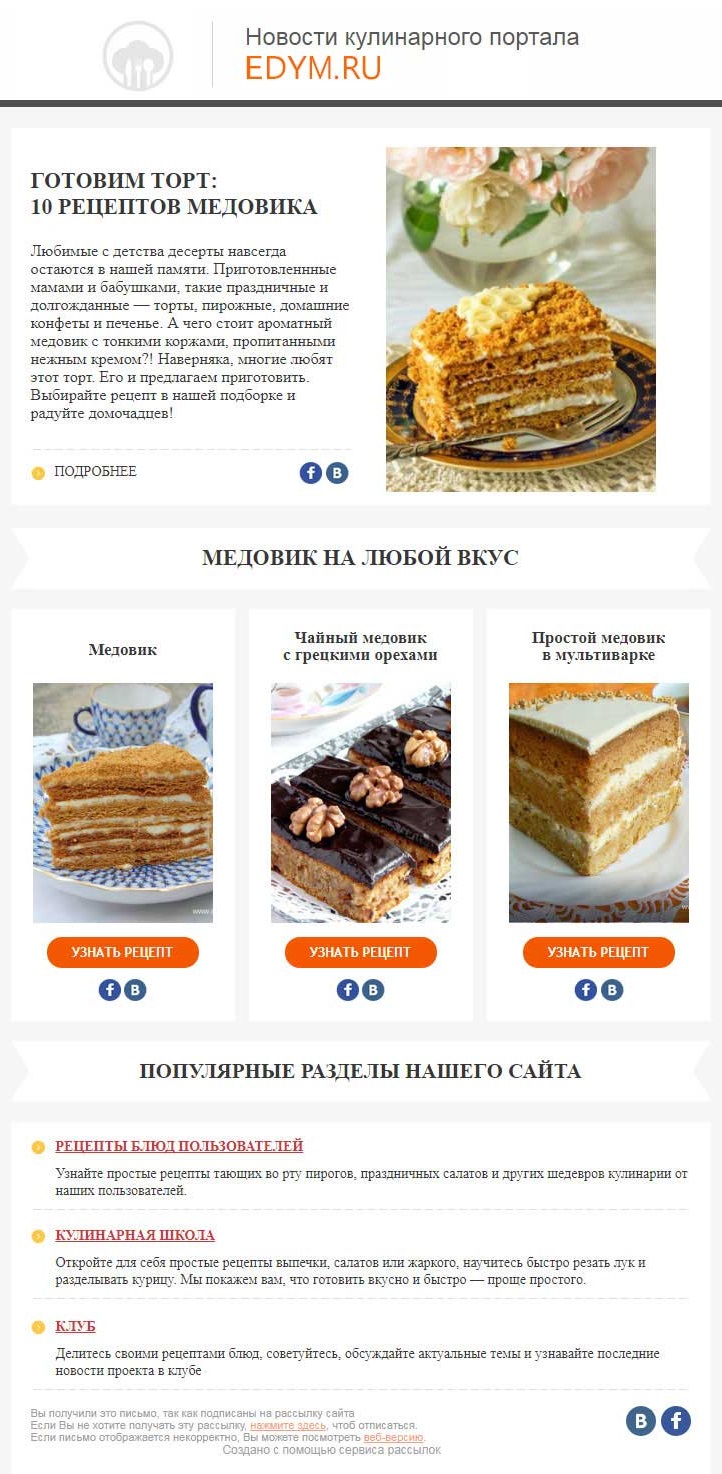 Новости кулинарного портала
EDYM.RU
ГОТОВИМ ТОРТ:
10 РЕЦЕПТОВ МЕДОВИКА
Любимые с детства десерты навсегда
остаются в нашей памяти. Приготовленнные
мамами и бабушками, такие праздничные и
долгожданные — торты, пирожные, домашние
конфеты и печенье. А чего стоит ароматный
медовик с тонкими коржами, пропитанными
нежным кремом?! Наверняка, многие любят
этот торт. Его и предлагаем приготовить.
Выбирайте рецепт в нашей подборке и
радуйте домочадцев!
ПОДРОБНЕЕ
МЕДОВИК НА ЛЮБОЙ ВКУС
Медовик
УЗНАТЬ РЕЦЕПТ
Чайный медовик
с грецкими орехами
УЗНАТЬ РЕЦЕПТ
Простой медовик
в мультиварке
УЗНАТЬ РЕЦЕПТ
ПОПУЛЯРНЫЕ РАЗДЕЛЫ НАШЕГО САЙТА
РЕЦЕПТЫ БЛЮД ПОЛЬЗОВАТЕЛЕЙ
Узнайте простые рецепты тающих во рту пирогов, праздничных салатов и других шедевров кулинарии от
наших пользователей.
КУЛИНАРНАЯ ШКОЛА
Откройте для себя простые рецепты выпечки, салатов или жаркого, научитесь быстро резать лук и
разделывать курицу. Мы покажем вам, что готовить вкусно и быстро — проще простого.
КЛУБ
Делитесь своими рецептами блюд, советуйтесь, обсуждайте актуальные темы и узнавайте последние
новости проекта в клубе
Вы получили это письмо, так как подписаны на рассылку сайта
Если Вы не хотите получать эту рассылку, нажмите здесь, чтоб отписаться.
Если письмо отображается некорректно, Вы можете посмотреть веб-версию.
Создано с помощью сервиса рассылок